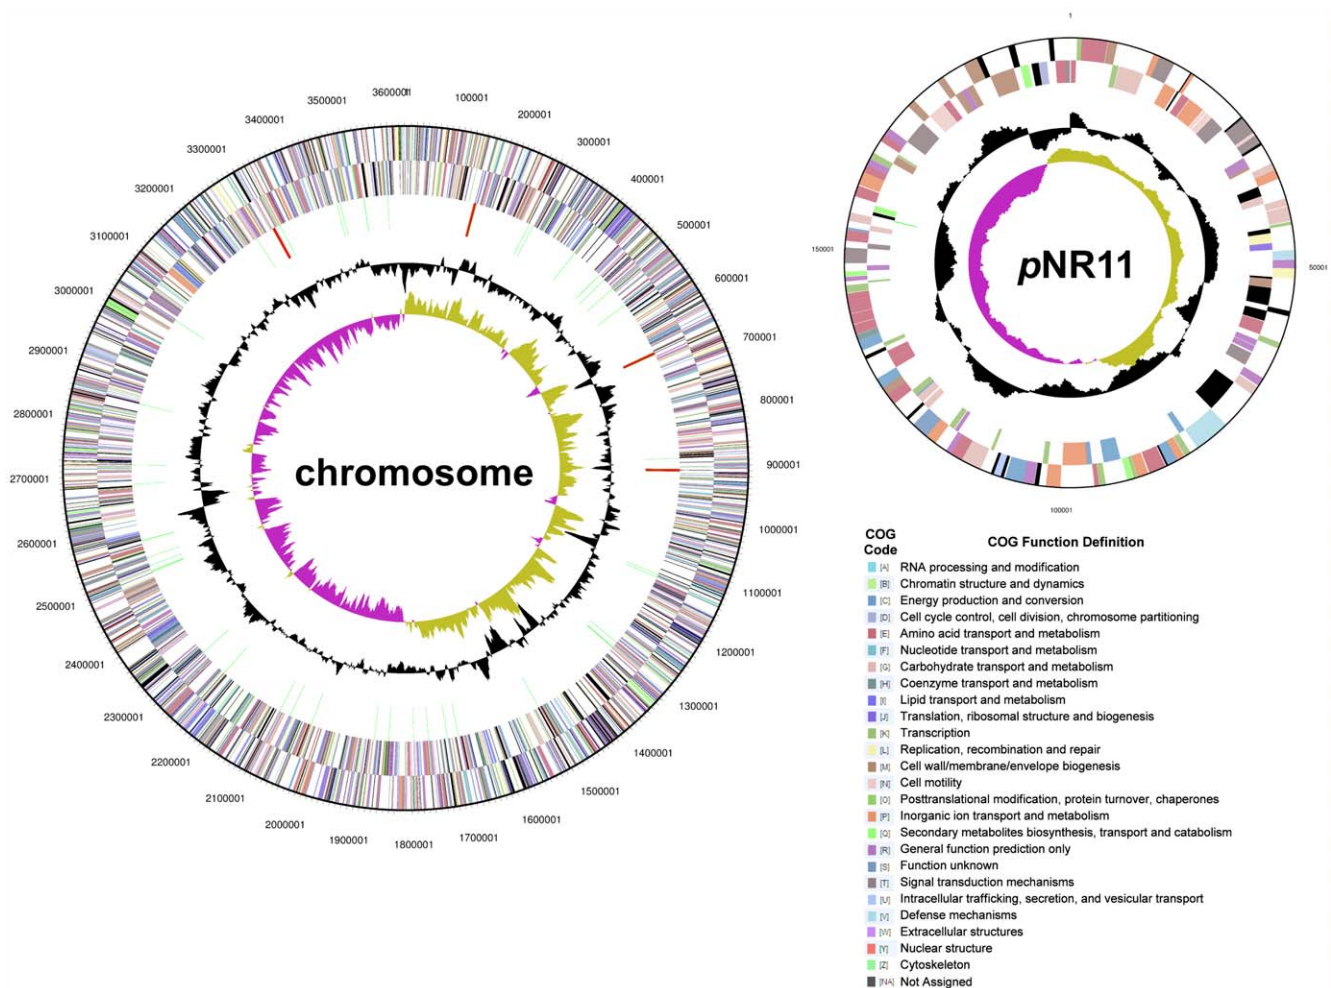 3600001
1
100001
200001
300001
400001
500001
600001
700001
800001
900001
1000001
1100001
1200001
1300001
1400001
1500001
1600001
1700001
1800001
1900001
2000001
2100001
2200001
2300001
2400001
2500001
2600001
2700001
2800001
2900001
3000001
3100001
3200001
3300001
3400001
3500001
chromosome
1
50001
100001
150001
pNR11
COG Code COG Function Definition
[A] RNA processing and modification
[B] Chromatin structure and dynamics
[C] Energy production and conversion
[D] Cell cycle control, cell division, chromosome partitioning
[E] Amino acid transport and metabolism
[F] Nucleotide transport and metabolism
[G] Carbohydrate transport and metabolism
[H] Coenzyme transport and metabolism
[I] Lipid transport and metabolism
[J] Translation, ribosomal structure and biogenesis
[K] Transcription
[L] Replication, recombination and repair
[M] Cell wall/membrane/envelope biogenesis
[N] Cell motility
[O] Posttranslational modification, protein turnover, chaperones
[P] Inorganic ion transport and metabolism
[Q] Secondary metabolites biosynthesis, transport and catabolism
[R] General function prediction only
[S] Function unknown
[T] Signal transduction mechanisms
[U] Intracellular trafficking, secretion, and vesicular transport
[V] Defense mechanisms
[W] Extracellular structures
[Y] Nuclear structure
[Z] Cytoskeleton
[NA] Not Assigned